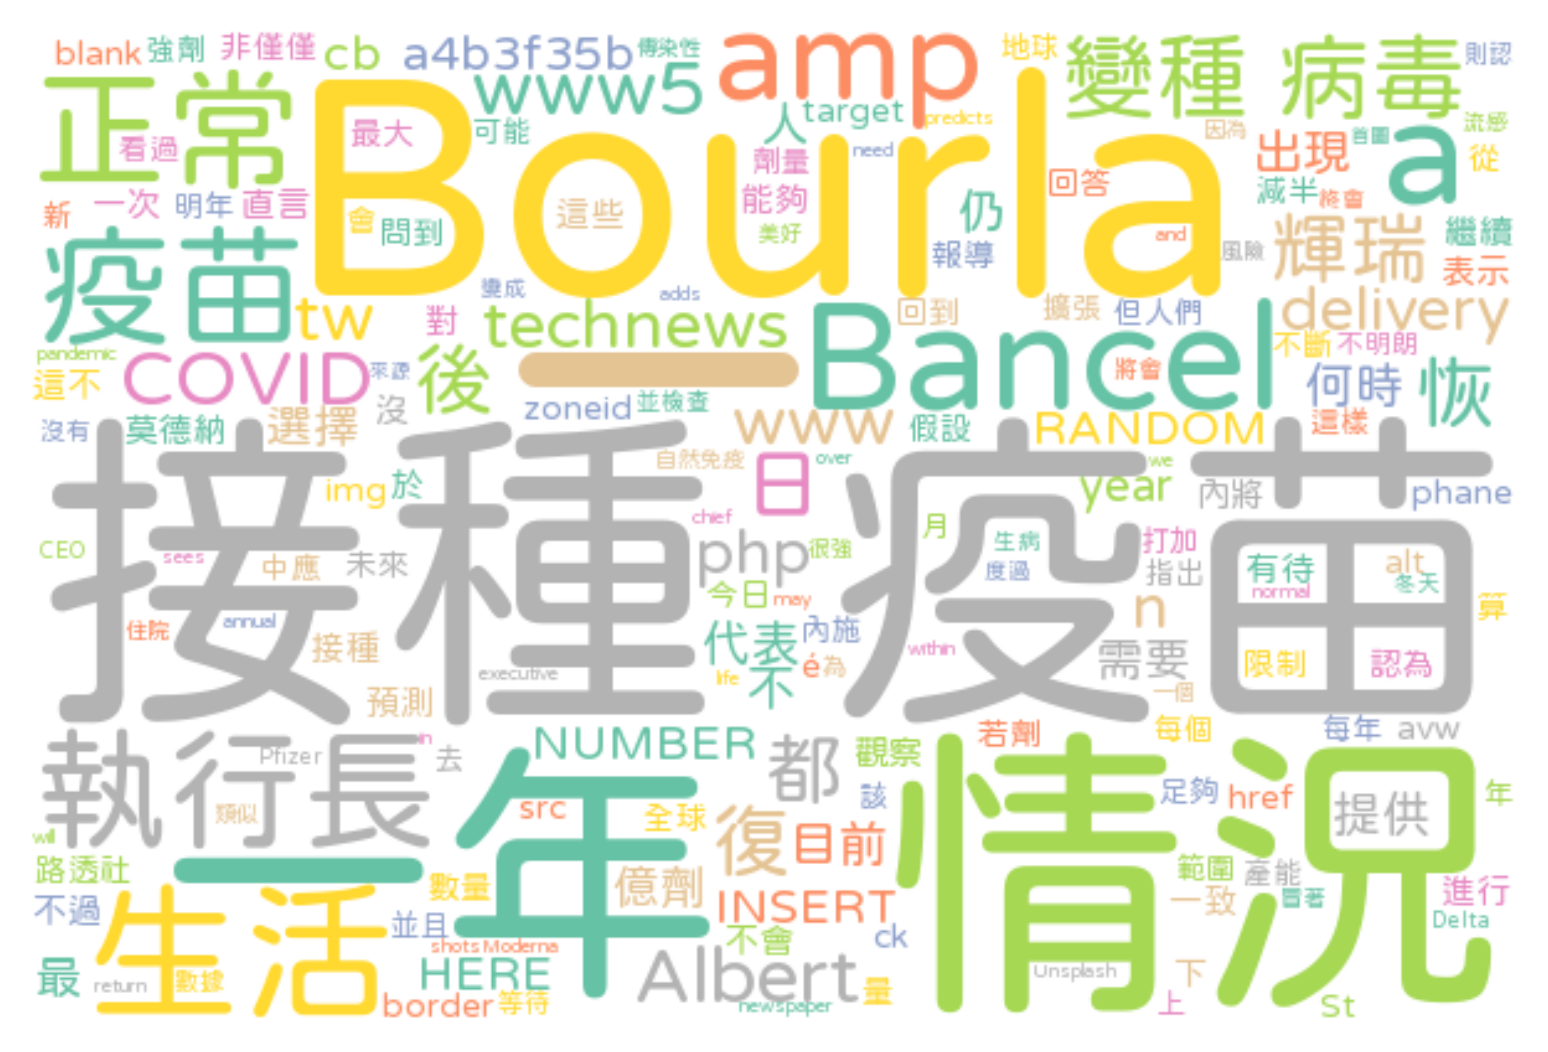 blank 強劑 非僅僅 cb a4b3f35b 傳染性 amp 地球 變種 病毒 則認
正常 Bourla www5 target predicts 因為 首圖 a 流感
看過 最大 可能 人 need 出現 從
新 一次 明年 直言 劑量 能夠 回答 減半 終會
會 問到 這些 美好 仍 and 輝瑞 繼續
疫苗 報導 風險 表示
tw 對 變成 adds 回到 擴張 但人們 delivery
technews Bancel 不斷 不明朗
pandemic COVID 來源 後 將會 何時 恢
這不 沒 zoneid 並檢查 www 假設 RANDOM 這樣
沒有 莫德納 選擇 自然免疫 over we
接種疫苗
img 於 日 year 內將 phane
CEO sees 中應 未來 chief php 很強 月 生病 打加 有待 alt
度過 指出 normal 冬天
annual 今日 may n 算
住院 接種 代表 內施 within 需要 限制 認為
executive 不 é 為 life
預測 一個
執行長 in Pfizer 去 NUMBER 都 觀察 若劑 每個 每年 avw
類似 年 src 全球 該 情況 足夠 href 提供 年
will 復 目前
路透社 數量 億劑 範圍 產能 進行
不過 生活 並且 INSERT 一致 冒著 Delta
shots Moderna 不會 ck
最 return 數據 HERE Albert Unsplash 下
border 等待 newspaper 量 上 St